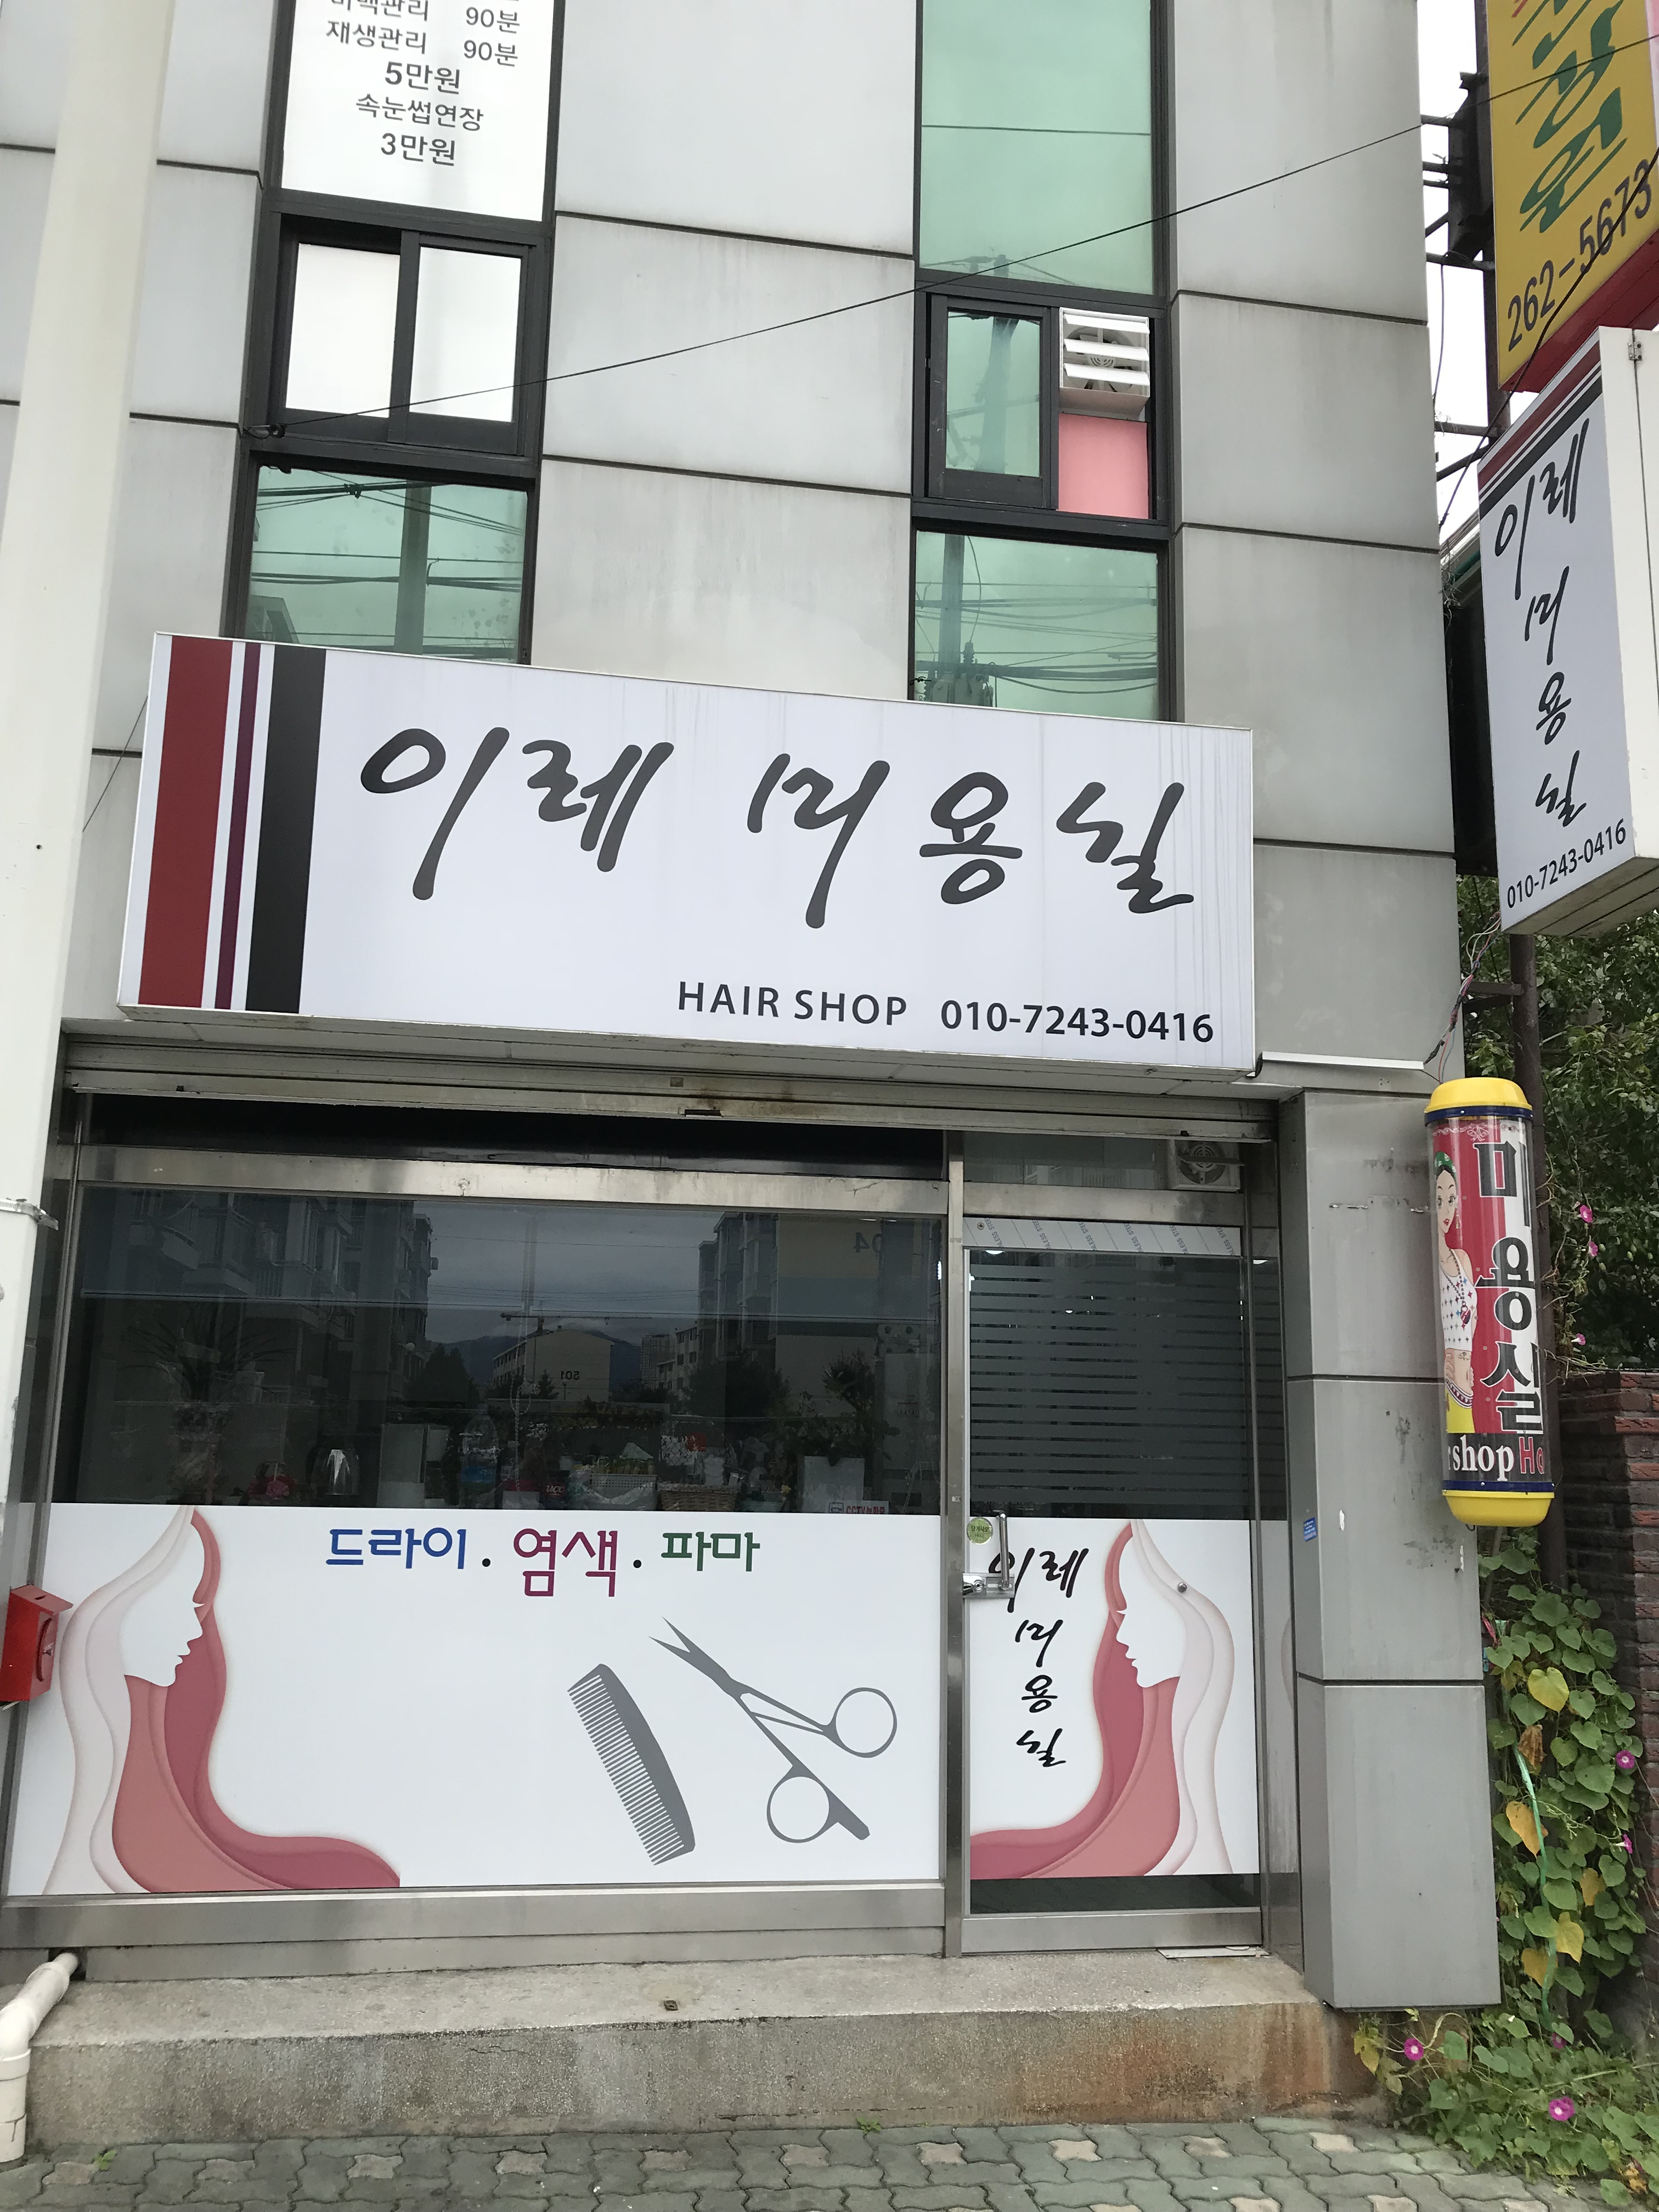 재생관리 90분
5만원
속눈썹연장
3만원
262-5673
이레
미
용
실
010-7243-0416
이레 미용실
HAIR SHOP 010-7243-0416
미
용
실
shop
드라이 . 염색 . 파마
이레
미
용
실